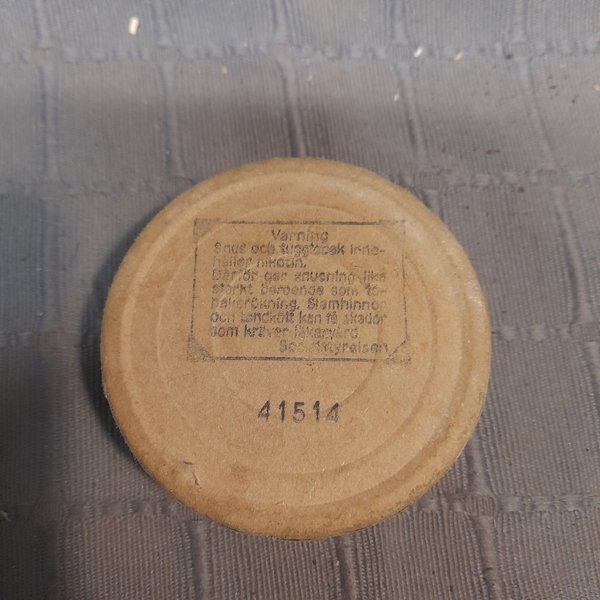 Varning
Snus och tuggtobak inne-
håller nikotin.
Därför ger snusning lika
starkt beroende som to-
baksrökning. Slemhinnor
och tandkött kan få skador
som kräver läkarvård.
Socialstyrelsen
41514